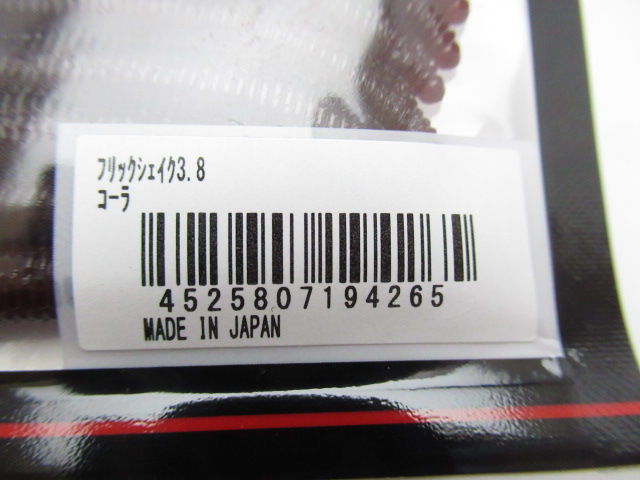 ﾌﾘｯｸｼｪｲｸ3.8
ｺｰﾗ
4525807194265
MADE IN JAPAN